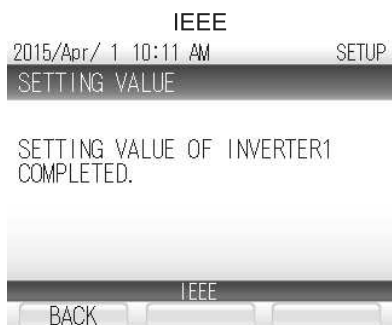 IEEE
2015/Apr/ 1 10:11 AM SETUP
SETTING VALUE
SETTING VALUE OF INVERTER1
COMPLETED.
IEEE
BACK